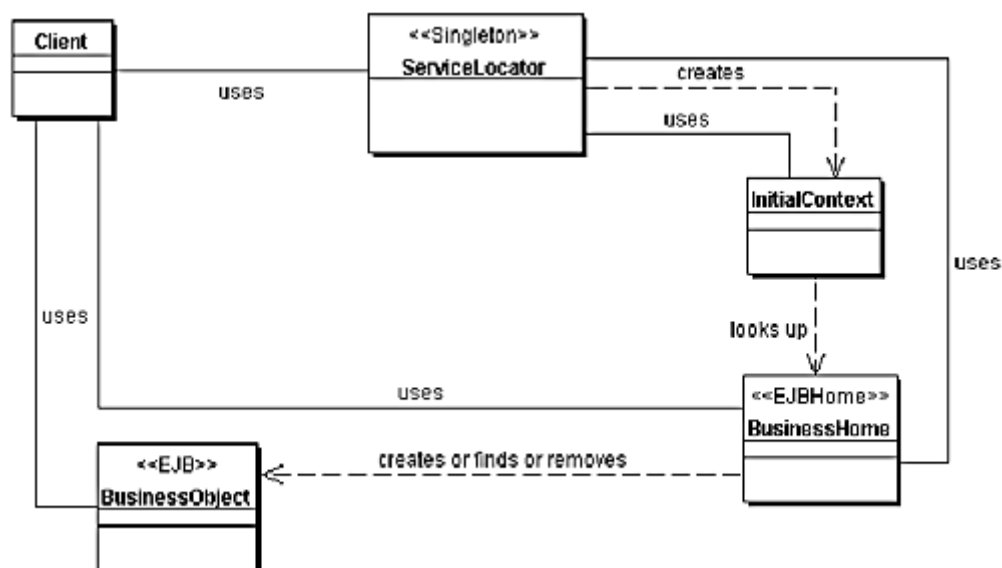 Client
<<Singleton>>
ServiceLocator
uses
creates
uses
InitialContext
uses
uses
looks up
uses
<<EJBHome>>
BusinessHome
<<EJB>>
BusinessObject
creates or finds or removes